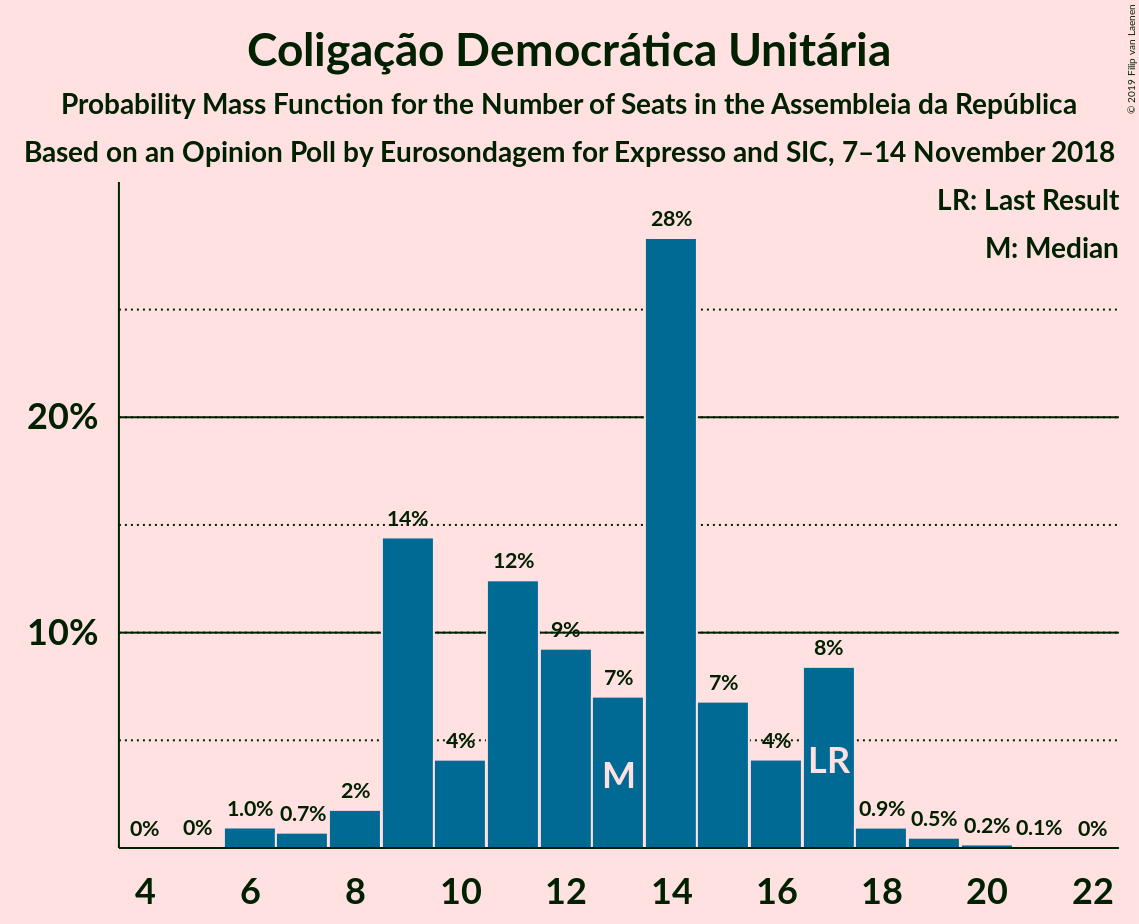 Coligação Democrática Unitária
Probability Mass Function for the Number of Seats in the Assembleia da República
Based on an Opinion Poll by Eurosondagem for Expresso and SIC, 7–14 November 2018
© 2019 Filip van Laenen
LR: Last Result
M: Median
28%
20%
14%
12%
10%
9%
8%
7%
7%
4%
4%
M
LR
2%
1.0%
0.7%
0.9%
0.5%
0.2%
0.1%
0%
0%
0%
4 6 8 10 12 14 16 18 20 22